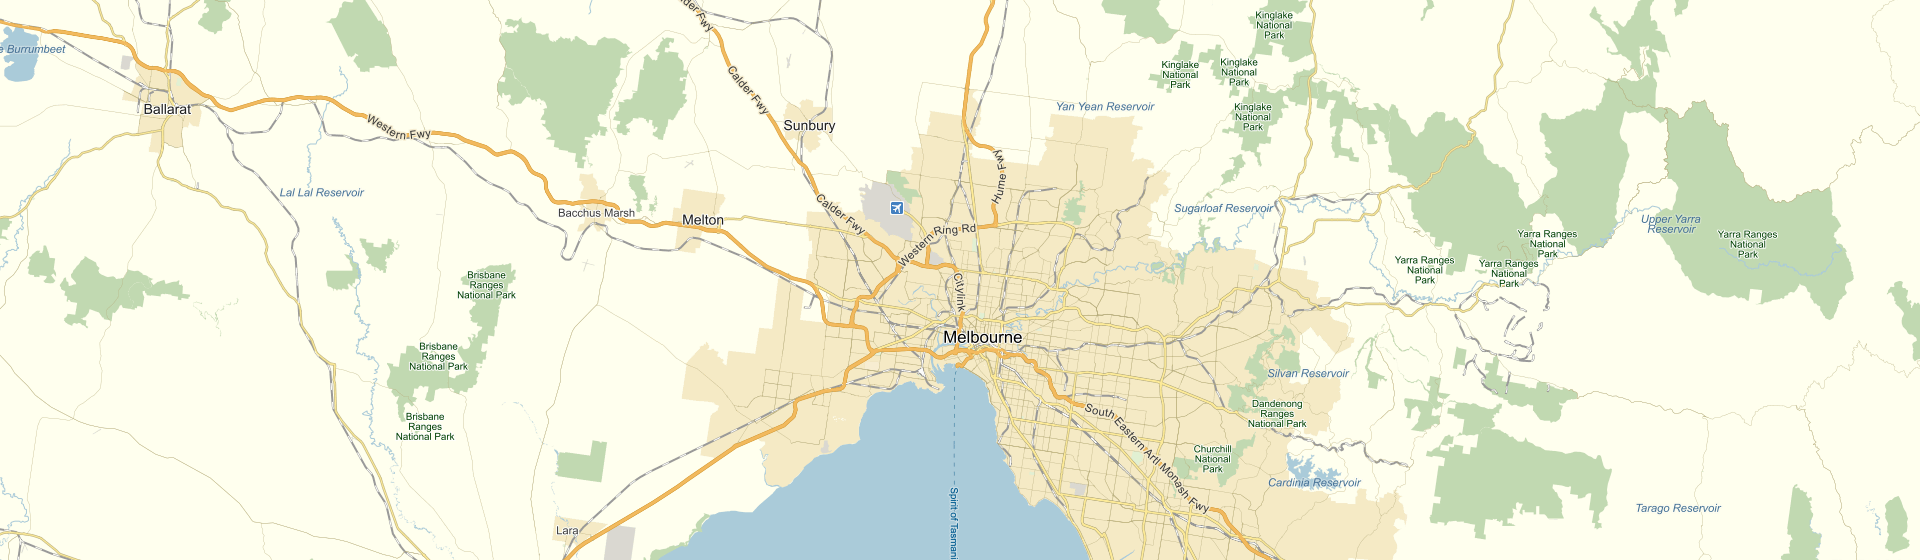 Calder Fwy
Kinglake
National
Park
e Burrumbeet
Kinglake
National
Park
Kinglake
National
Park
Calder Fwy
Ballarat
Yan Yean Reservoir
Kinglake
National
Park
Western Fwy
Sunbury
Hume Fwy
Lal Lal Reservoir
Bacchus Marsh
Melton
Calder Fwy
Sugarloaf Reservoir
Upper Yarra
Reservoir
Western Ring Rd
Yarra Ranges
National
Park
Yarra Ranges
National
Park
Yarra Ranges
National
Park
Yarra Ranges
National
Park
Brisbane
Ranges
National Park
Citylink
Melbourne
Brisbane
Ranges
National Park
Silvan Reservoir
Dandenong
Ranges
National Park
South Eastern Artl Monash Fwy
Brisbane
Ranges
National Park
Churchill
National
Park
Cardinia Reservoir
Spirit of Tasmani
Tarago Reservoir
Lara